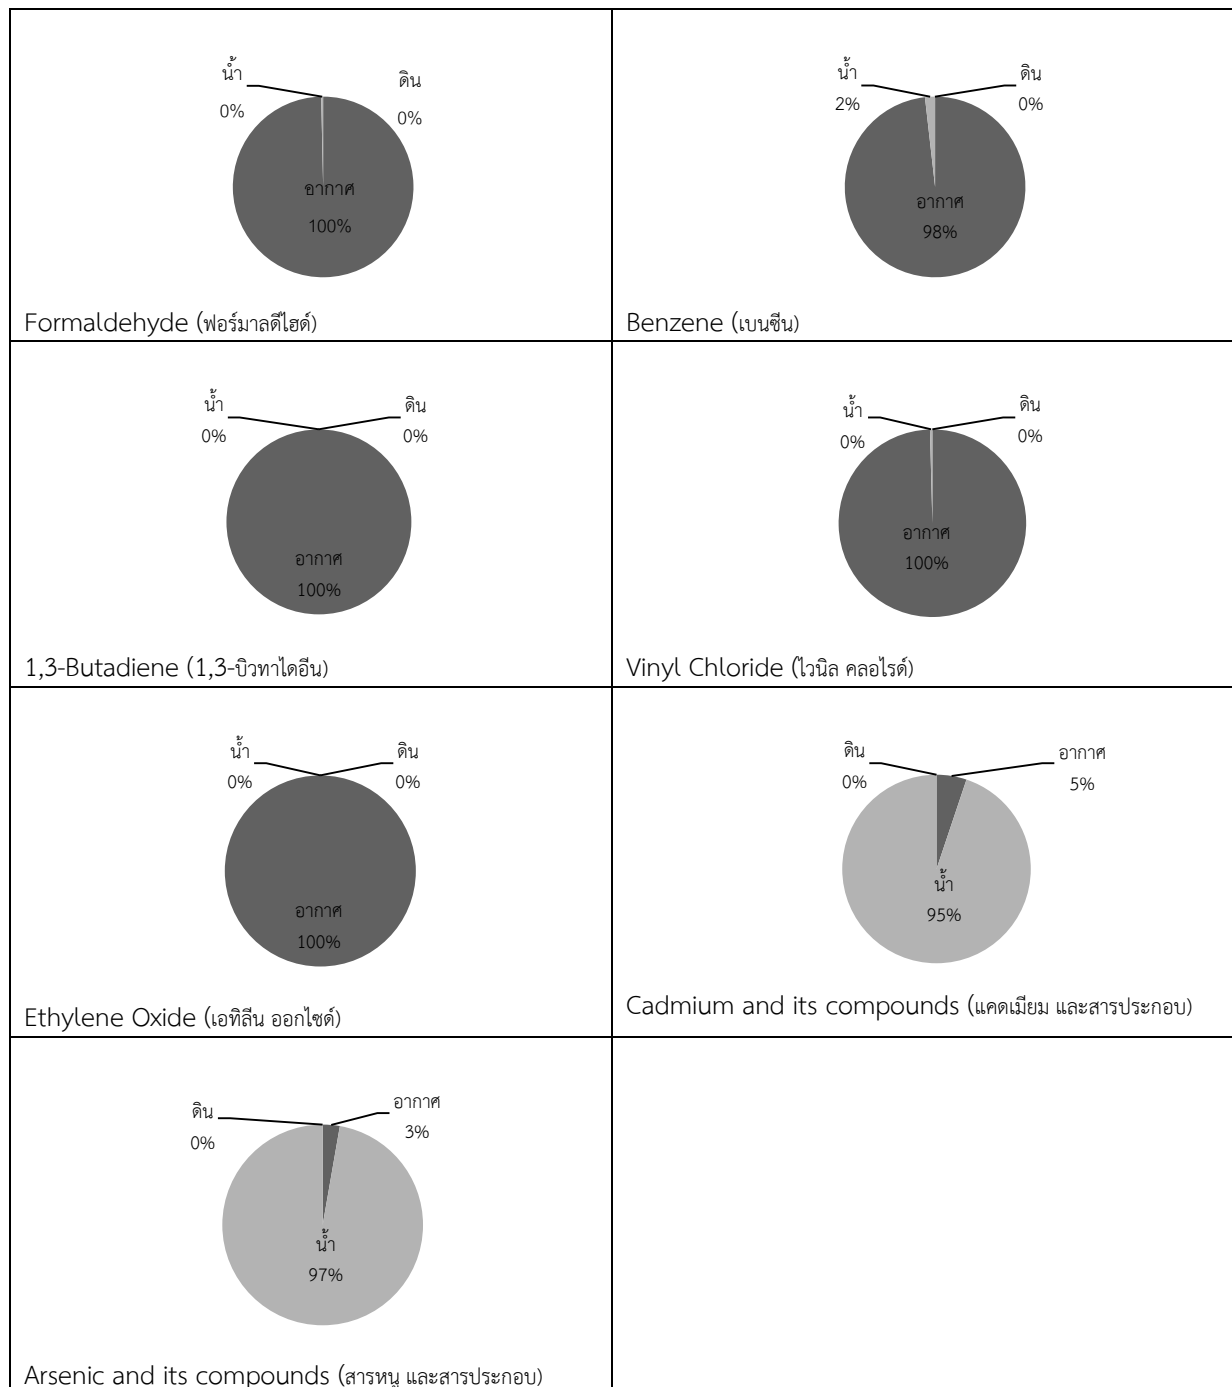 น้ำ
0%
ดิน
0%
อากาศ
100%
Formaldehyde (ฟอร์มาลดีไฮด์)
น้ำ
2%
ดิน
0%
อากาศ
98%
Benzene (เบนซีน)
น้ำ
0%
ดิน
0%
อากาศ
100%
1,3-Butadiene (1,3-บิวทาไดอีน)
น้ำ
0%
ดิน
0%
อากาศ
100%
Vinyl Chloride (ไวนิล คลอไรด์)
น้ำ
0%
ดิน
0%
อากาศ
100%
Ethylene Oxide (เอทิลีน ออกไซด์)
ดิน
0%
อากาศ
5%
น้ำ
95%
Cadmium and its compounds (แคดเมียม และสารประกอบ)
ดิน
0%
อากาศ
3%
น้ำ
97%
Arsenic and its compounds (สารหนู และสารประกอบ)